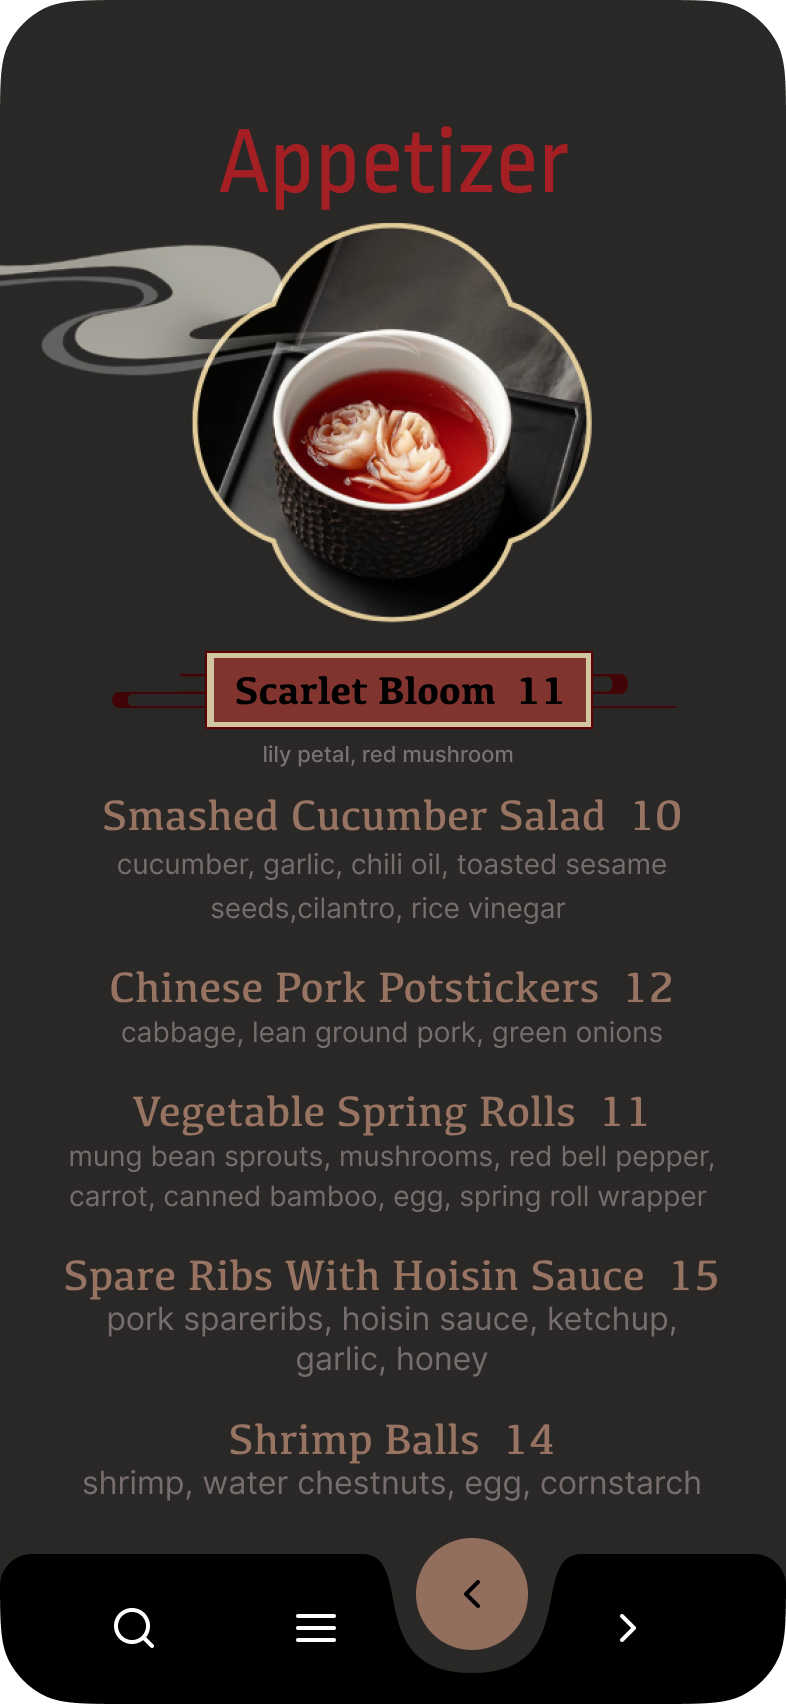 Appetizer
Scarlet Bloom 11
lily petal, red mushroom
Smashed Cucumber Salad 10
cucumber, garlic, chili oil, toasted sesame
seeds,cilantro, rice vinegar
Chinese Pork Potstickers 12
cabbage, lean ground pork, green onions
Vegetable Spring Rolls 11
mung bean sprouts, mushrooms, red bell pepper,
carrot, canned bamboo, egg, spring roll wrapper
Spare Ribs With Hoisin Sauce 15
pork spareribs, hoisin sauce, ketchup,
garlic, honey
Shrimp Balls 14
shrimp, water chestnuts, egg, cornstarch